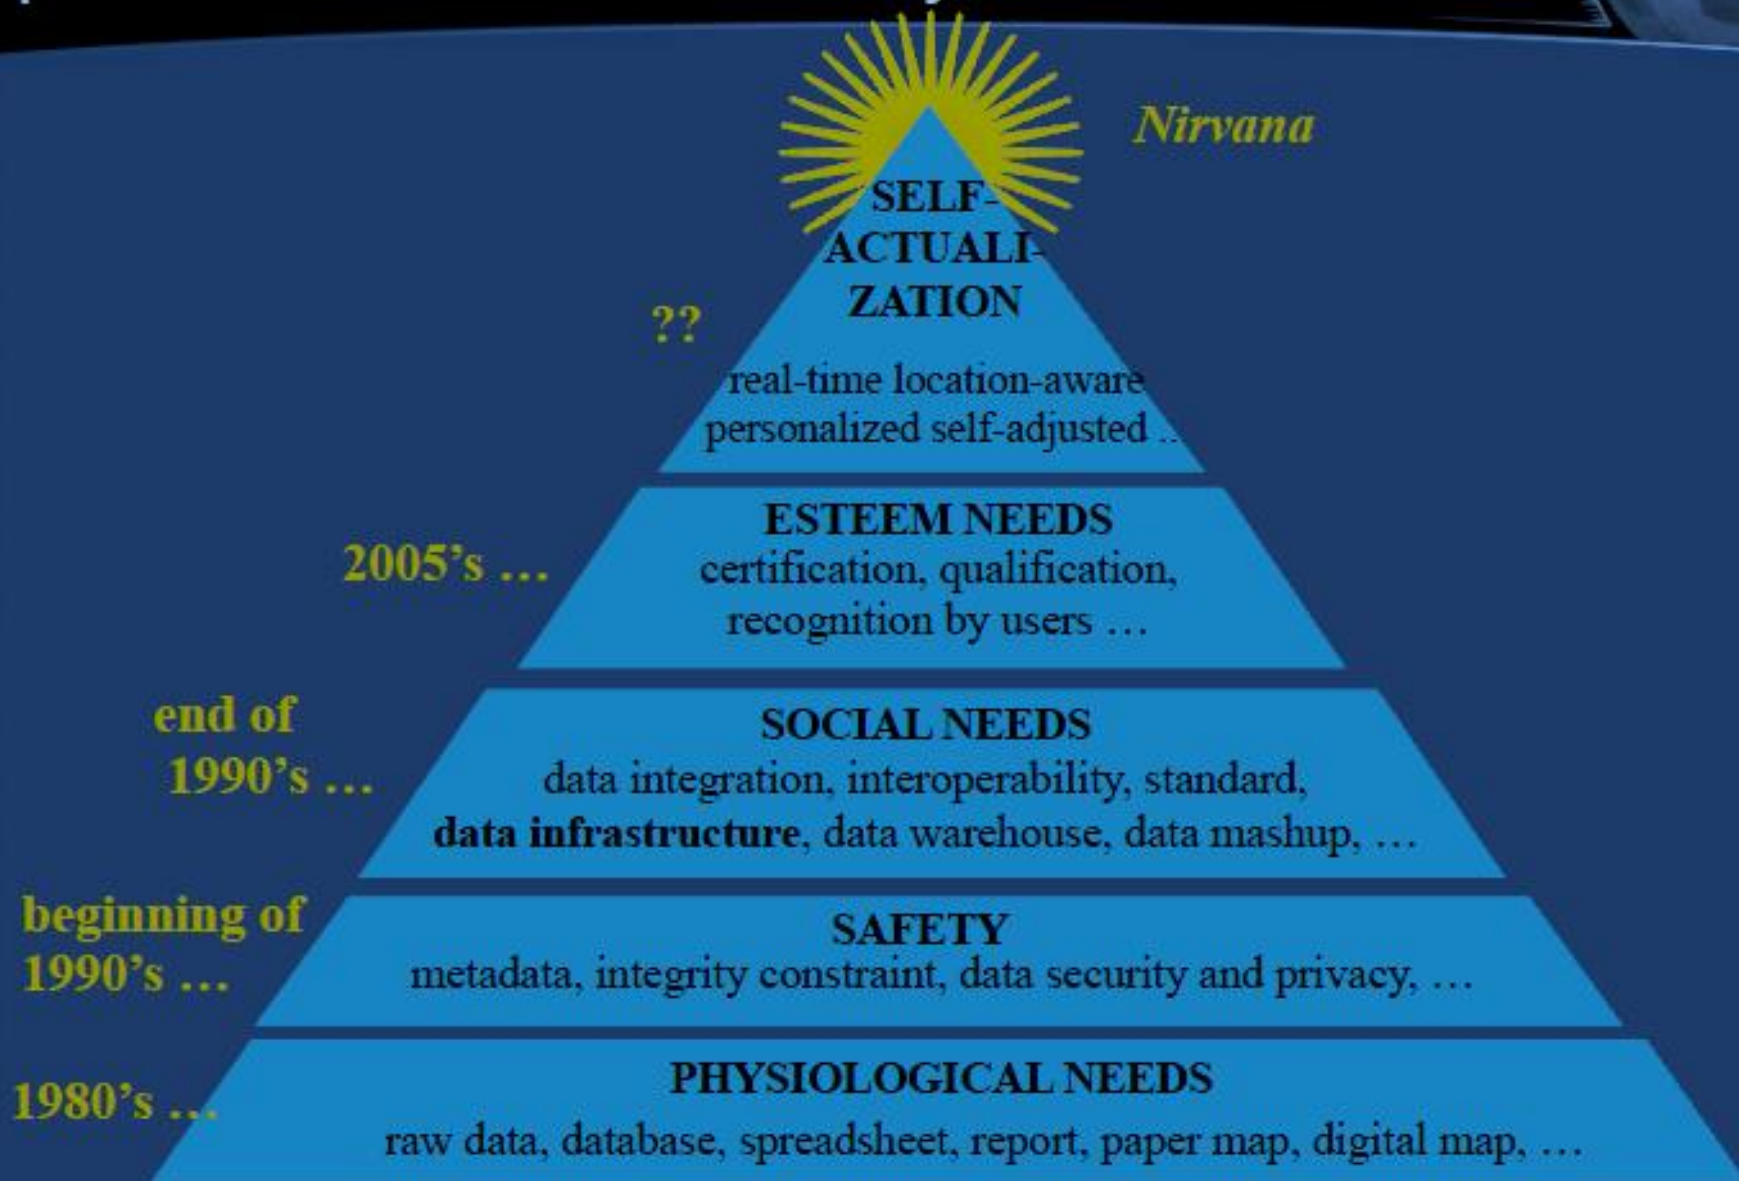 Nirvana
SELF-
ACTUALI-
ZATION
??
real-time location-aware
personalized self-adjusted ...
ESTEEM NEEDS
2005’s …
certification, qualification,
recognition by users …
end of
1990’s …
SOCIAL NEEDS
data integration, interoperability, standard,
data infrastructure, data warehouse, data mashup, …
beginning of
1990’s …
SAFETY
metadata, integrity constraint, data security and privacy, …
1980’s …
PHYSIOLOGICAL NEEDS
raw data, database, spreadsheet, report, paper map, digital map, …